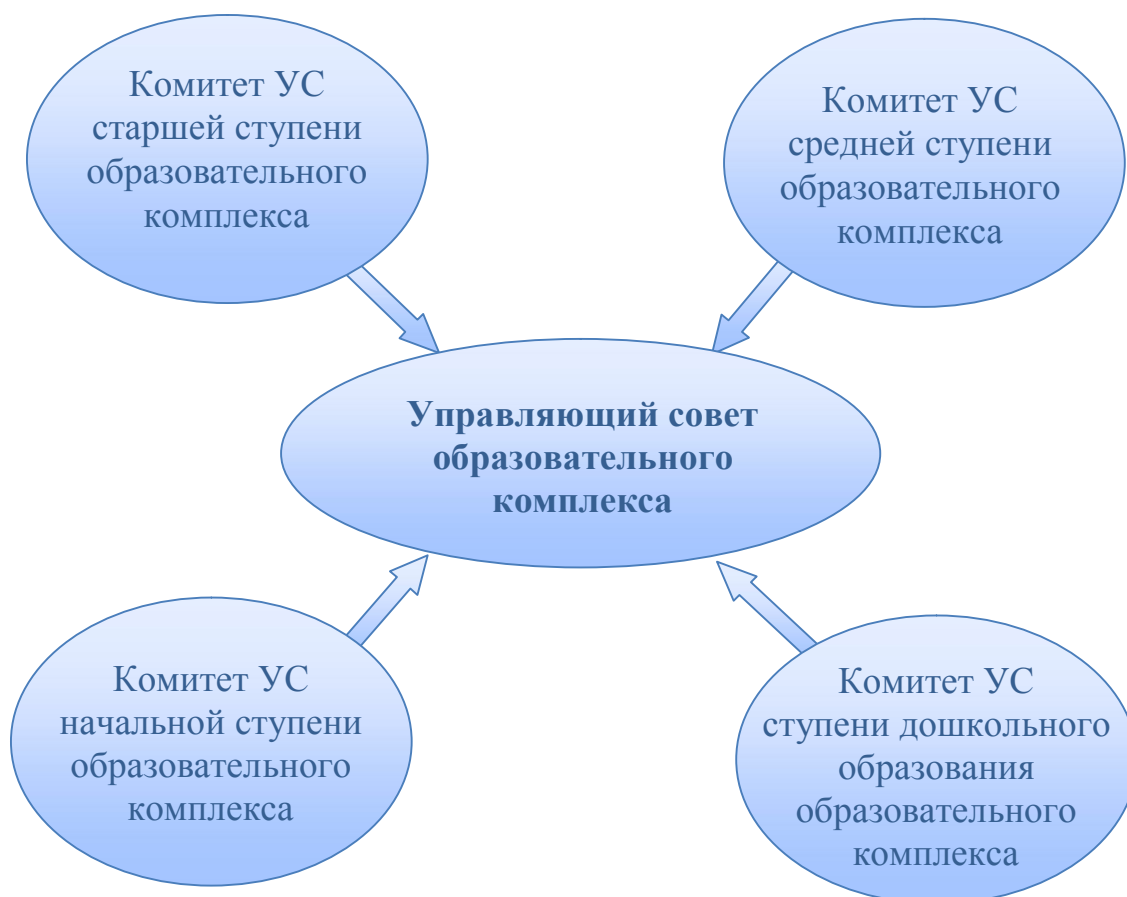 Комитет УС
старшей ступени
образовательного
комплекса
Комитет УС
средней ступени
образовательного
комплекса
Управляющий совет
образовательного
комплекса
Комитет УС
начальной ступени
образовательного
комплекса
Комитет УС
ступени дошкольного
образования
образовательного
комплекса